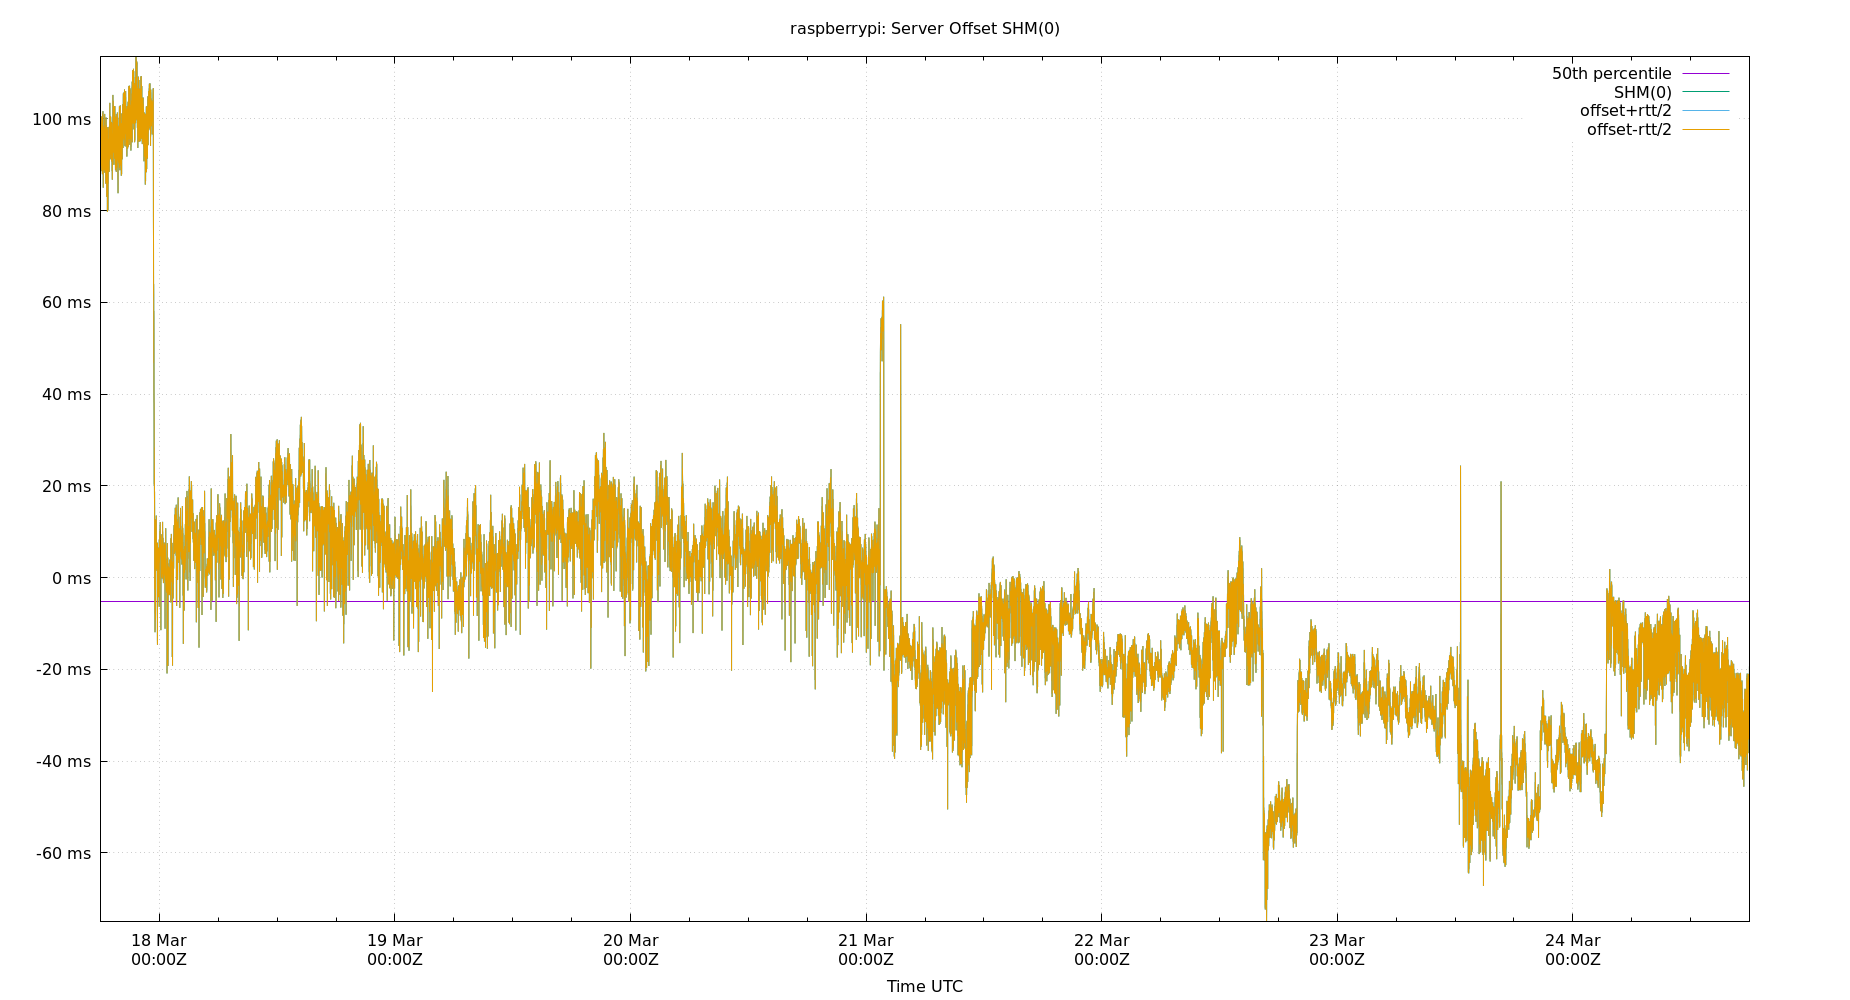 raspberrypi: Server Offset SHM(0)
50th percentile
SHM(0)
offset+rtt/2
offset-rtt/2
100 ms
80 ms
60 ms
40 ms
20 ms
0 ms
-20 ms
-40 ms
-60 ms
18 Mar 19 Mar 20 Mar 21 Mar 22 Mar 23 Mar 24 Mar
00:00Z 00:00Z 00:00Z 00:00Z 00:00Z 00:00Z 00:00Z
Time UTC